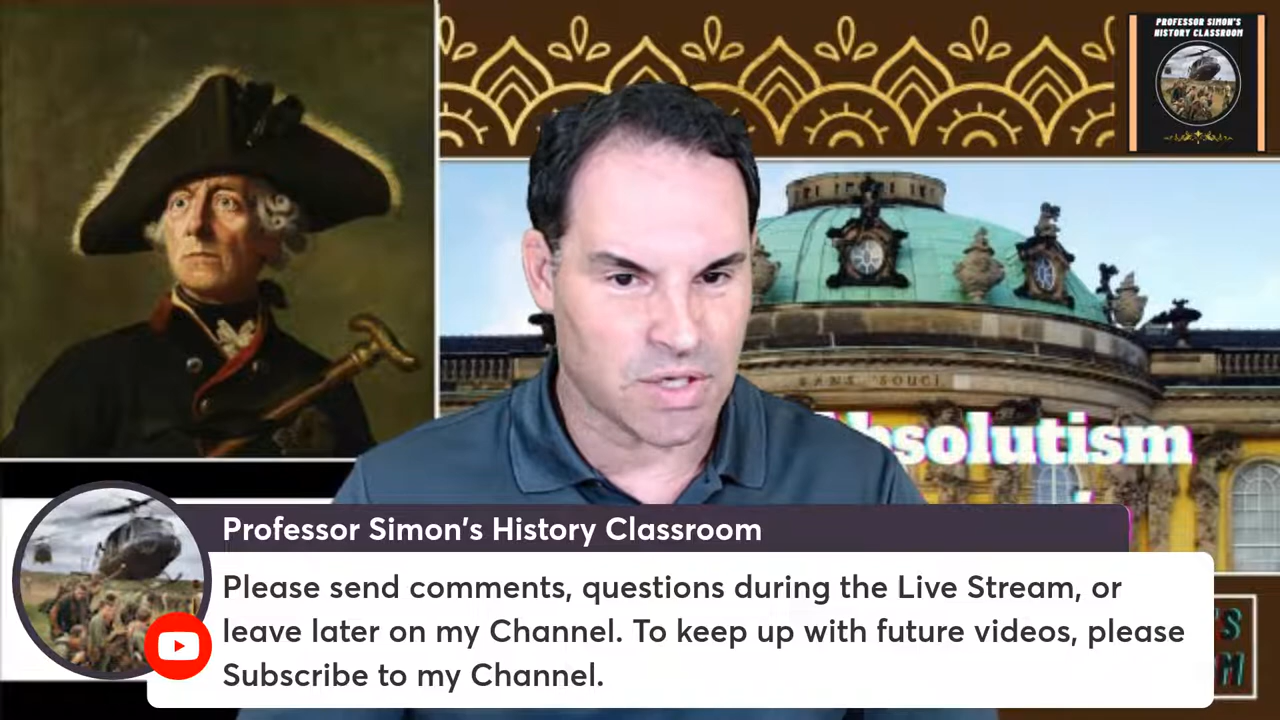 PROFESSOR SIMON'S
HISTORY CLASSROOM
SANS SOUCI
bsolutism
Professor Simon's History Classroom
Please send comments, questions during the Live Stream, or
leave later on my Channel. To keep up with future videos, please
Subscribe to my Channel.